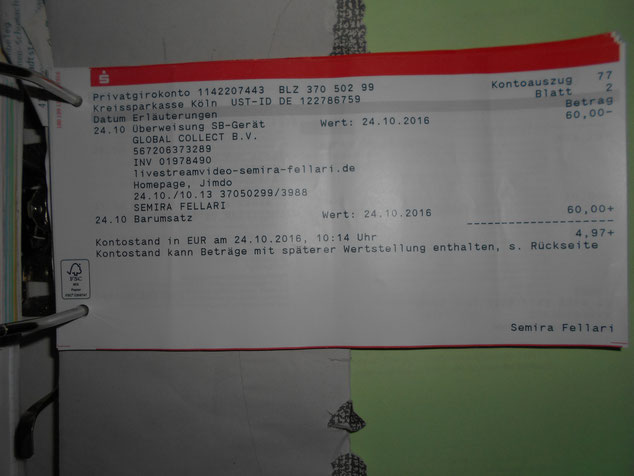 Privatgirokonto 1142207443 BLZ 370 502 99 Kontoauszug 77
Kreissparkasse Köln UST-ID DE 122786759 Blatt 2
Datum Erläuterungen Betrag
24.10 Überweisung SB-Gerät Wert: 24.10.2016 60,00-
GLOBAL COLLECT B.V.
567206373289
INV 01978490
livestreamvideo-semira-fellari.de
Homepage, Jimdo
24.10./10.13 37050299/3988
SEMIRA FELLARI
24.10 Barumsatz Wert: 24.10.2016 60,00+
Kontostand in EUR am 24.10.2016, 10:14 Uhr 4,97+
Kontostand kann Beträge mit späterer Wertstellung enthalten, s. Rückseite
FSC
Semira Fellari